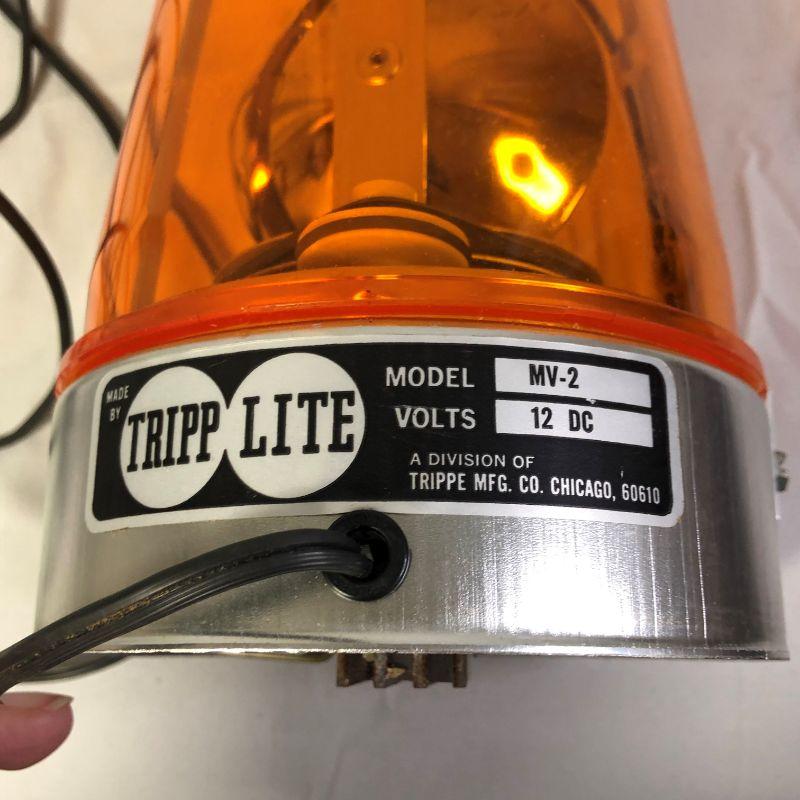 MADE
BY
TRIPP LITE
MODEL MV-2
VOLTS 12 DC
A DIVISION OF
TRIPPE MFG. CO. CHICAGO, 60610